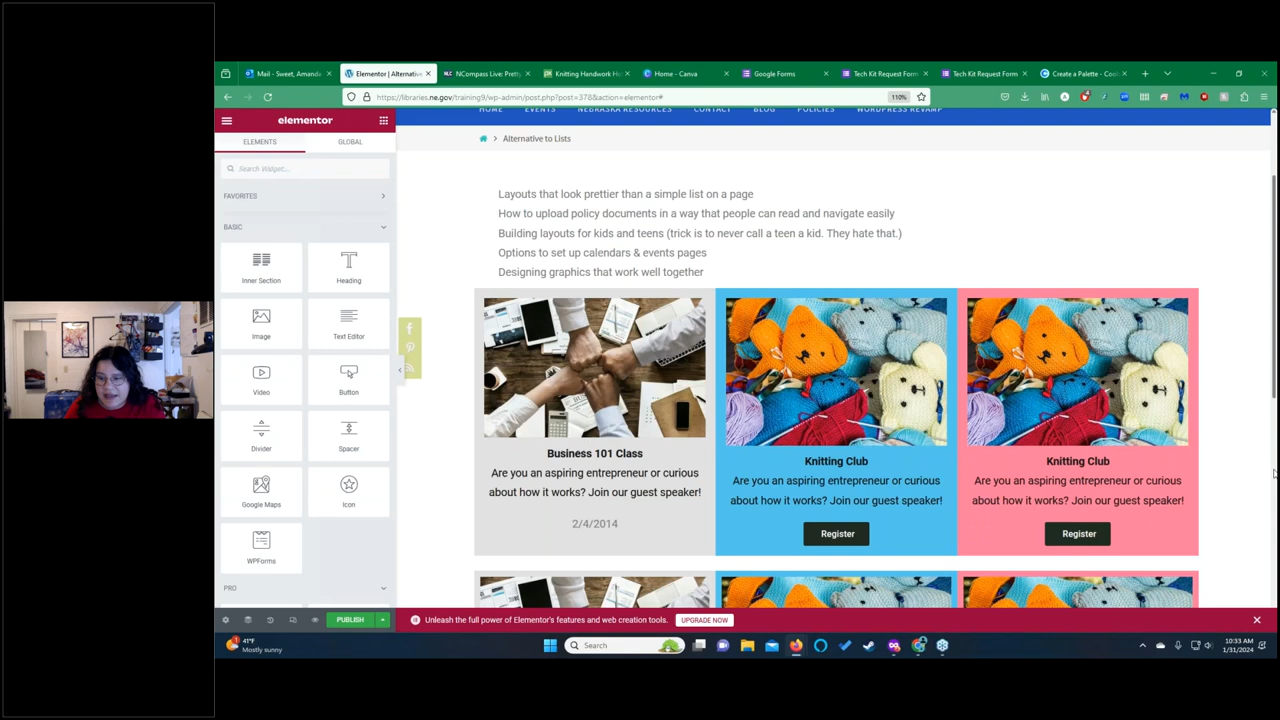 Mail - Sweet, Amanda
Elementor | Alternativ
NCompass Live: Pretty
Knitting Handwork Hu
Home - Canva
Google Forms
Tech Kit Request Form
Tech Kit Request Form
Create a Palette - Coo
https://libraries.ne.gov/training9/wp-admin/post.php?post=378&action=elementor#
110%
elementor
HOME
EVENTS
NEBRASKA RESOURCES
CONTACT
BLOG
POLICIES
WORDPRESS REVAMP
ELEMENTS
GLOBAL
Alternative to Lists
Search Widget...
FAVORITES
BASIC
Inner Section
Heading
Image
Text Editor
Video
Button
Divider
Spacer
Google Maps
Icon
WPForms
PRO
Layouts that look prettier than a simple list on a page
How to upload policy documents in a way that people can read and navigate easily
Building layouts for kids and teens (trick is to never call a teen a kid. They hate that.)
Options to set up calendars & events pages
Designing graphics that work well together
Business 101 Class
Are you an aspiring entrepreneur or curious
about how it works? Join our guest speaker!
2/4/2014
Knitting Club
Are you an aspiring entrepreneur or curious
about how it works? Join our guest speaker!
Register
Knitting Club
Are you an aspiring entrepreneur or curious
about how it works? Join our guest speaker!
Register
PUBLISH
Unleash the full power of Elementor's features and web creation tools.
UPGRADE NOW
41°F
Mostly sunny
Search
10:33 AM
1/31/2024